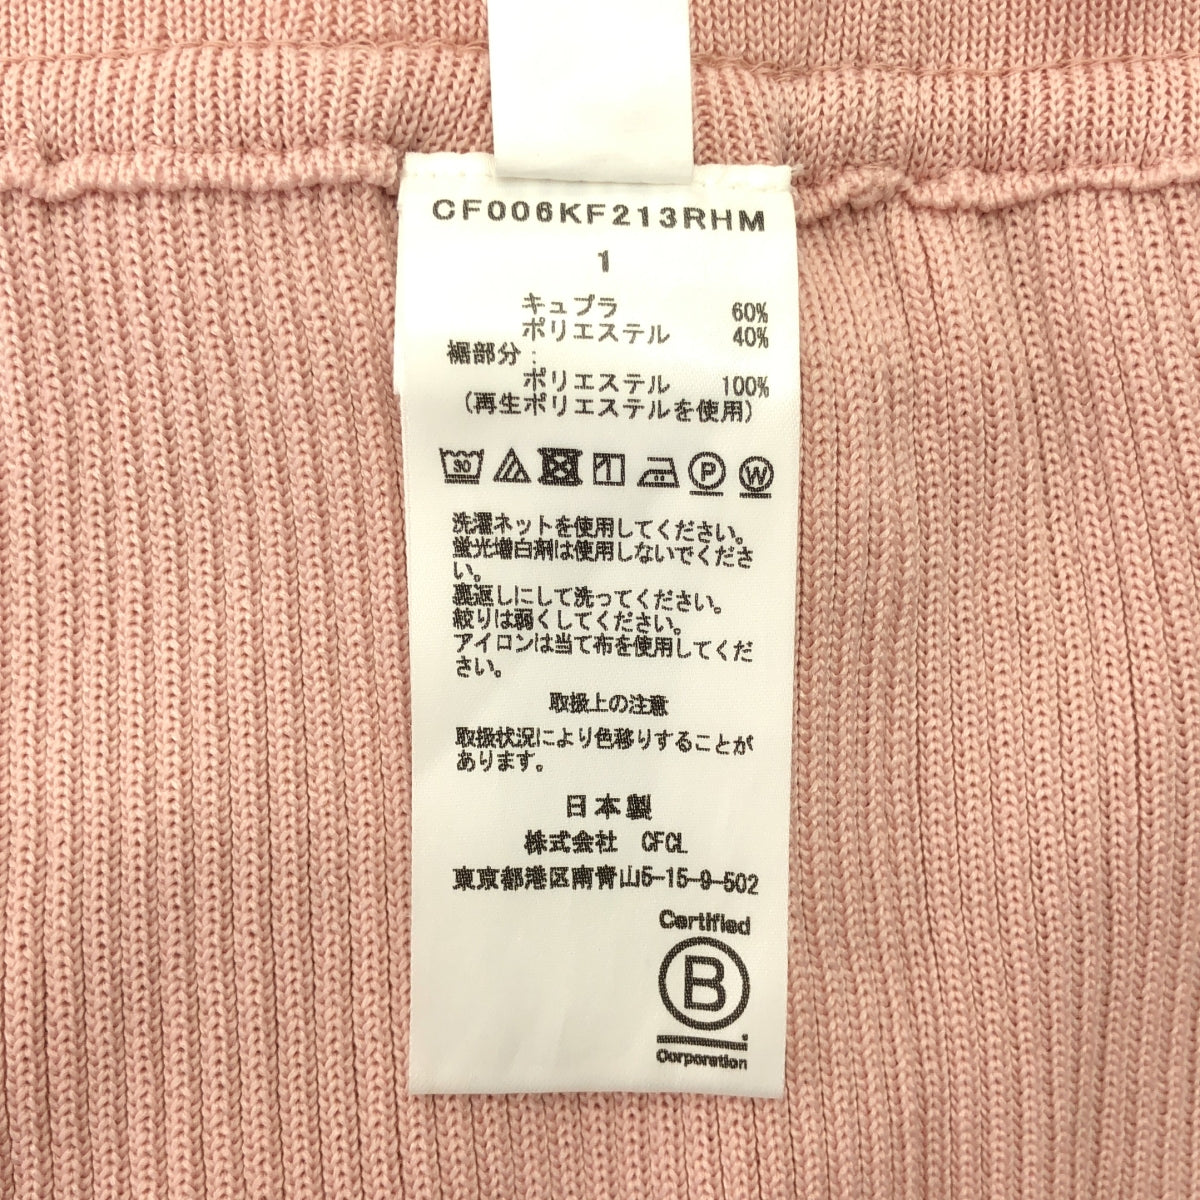 CF006KF213RHM
1
キュプラ 60%
ポリエステル 40%
裾部分:
ポリエステル 100%
(再生ポリエステルを使用)
30 P W
洗濯ネットを使用してください。
蛍光増白剤は使用しないでくださ
い。
裏返しにして洗ってください。
絞りは弱くしてください。
アイロンは当て布を使用してくだ
さい。
取扱上の注意
取扱状況により色移りすることが
あります。
日本製
株式会社 CFCL
東京都港区南青山5-15-9-502
Certified
B
Corporation